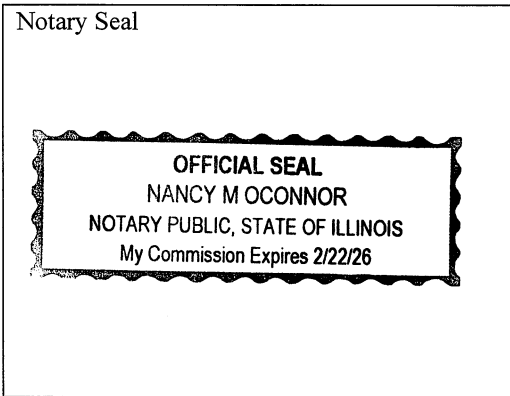 Notary Seal
OFFICIAL SEAL
NANCY M OCONNOR
NOTARY PUBLIC, STATE OF ILLINOIS
My Commission Expires 2/22/26